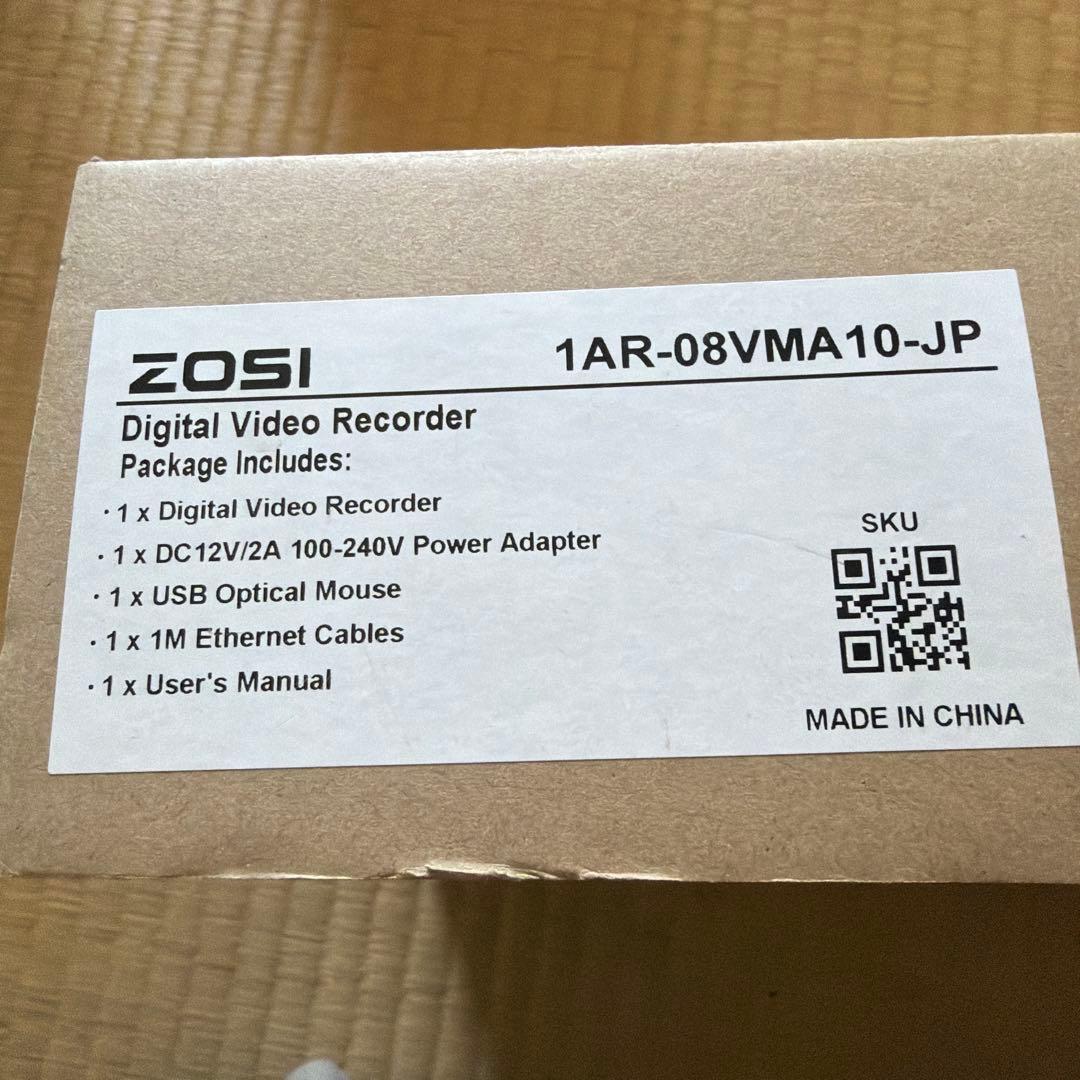 ZOSI 1AR-08VMA10-JP
Digital Video Recorder
Package Includes:
· 1 x Digital Video Recorder
· 1 x DC12V/2A 100-240V Power Adapter
· 1 x USB Optical Mouse
· 1 x 1M Ethernet Cables
· 1 x User's Manual
SKU
MADE IN CHINA